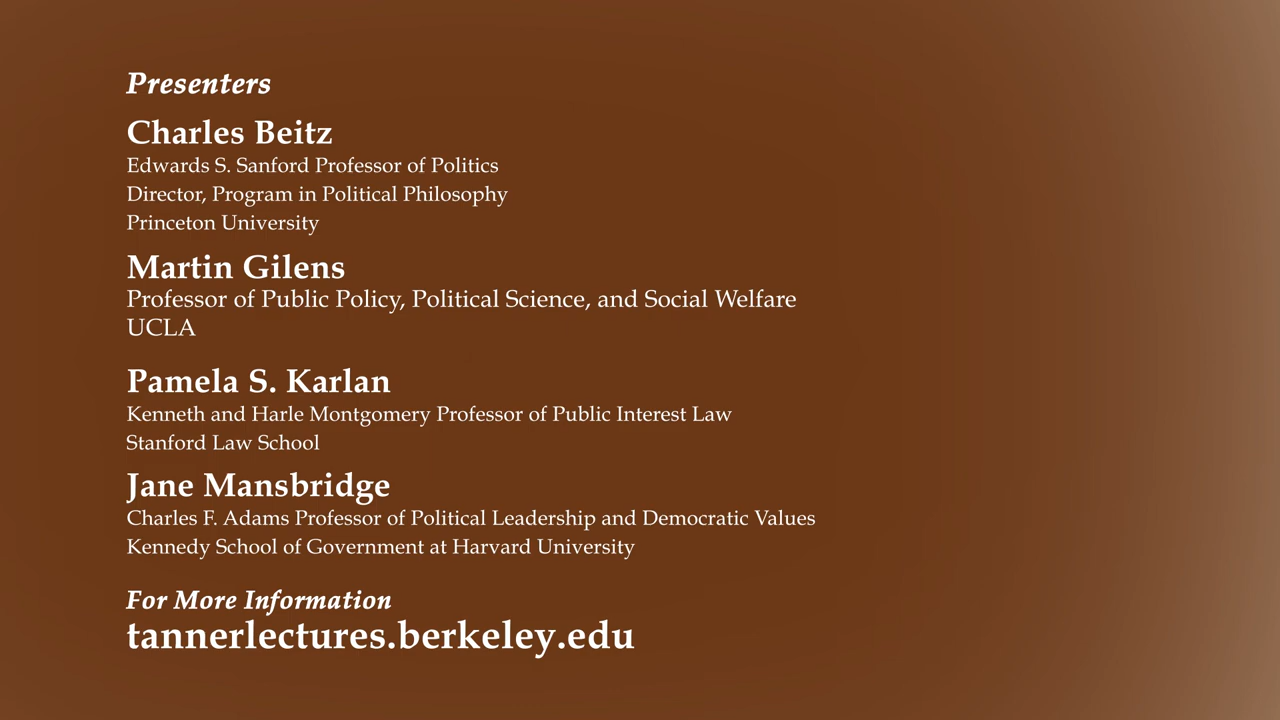 Presenters
Charles Beitz
Edwards S. Sanford Professor of Politics
Director, Program in Political Philosophy
Princeton University
Martin Gilens
Professor of Public Policy, Political Science, and Social Welfare
UCLA
Pamela S. Karlan
Kenneth and Harle Montgomery Professor of Public Interest Law
Stanford Law School
Jane Mansbridge
Charles F. Adams Professor of Political Leadership and Democratic Values
Kennedy School of Government at Harvard University
For More Information
tannerlectures.berkeley.edu